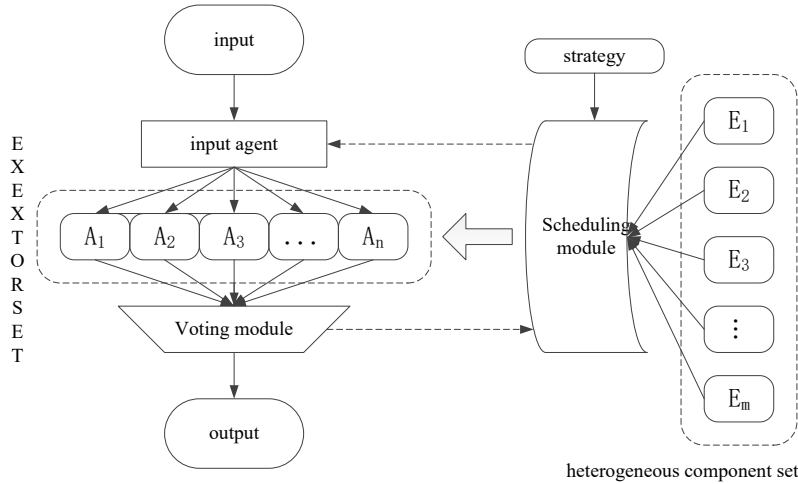 input
strategy
input agent
EXEXTORSET
A₁
A₂
A₃
...
Aₙ
Scheduling
module
E₁
E₂
E₃
⋮
Eₘ
Voting module
output
heterogeneous component set